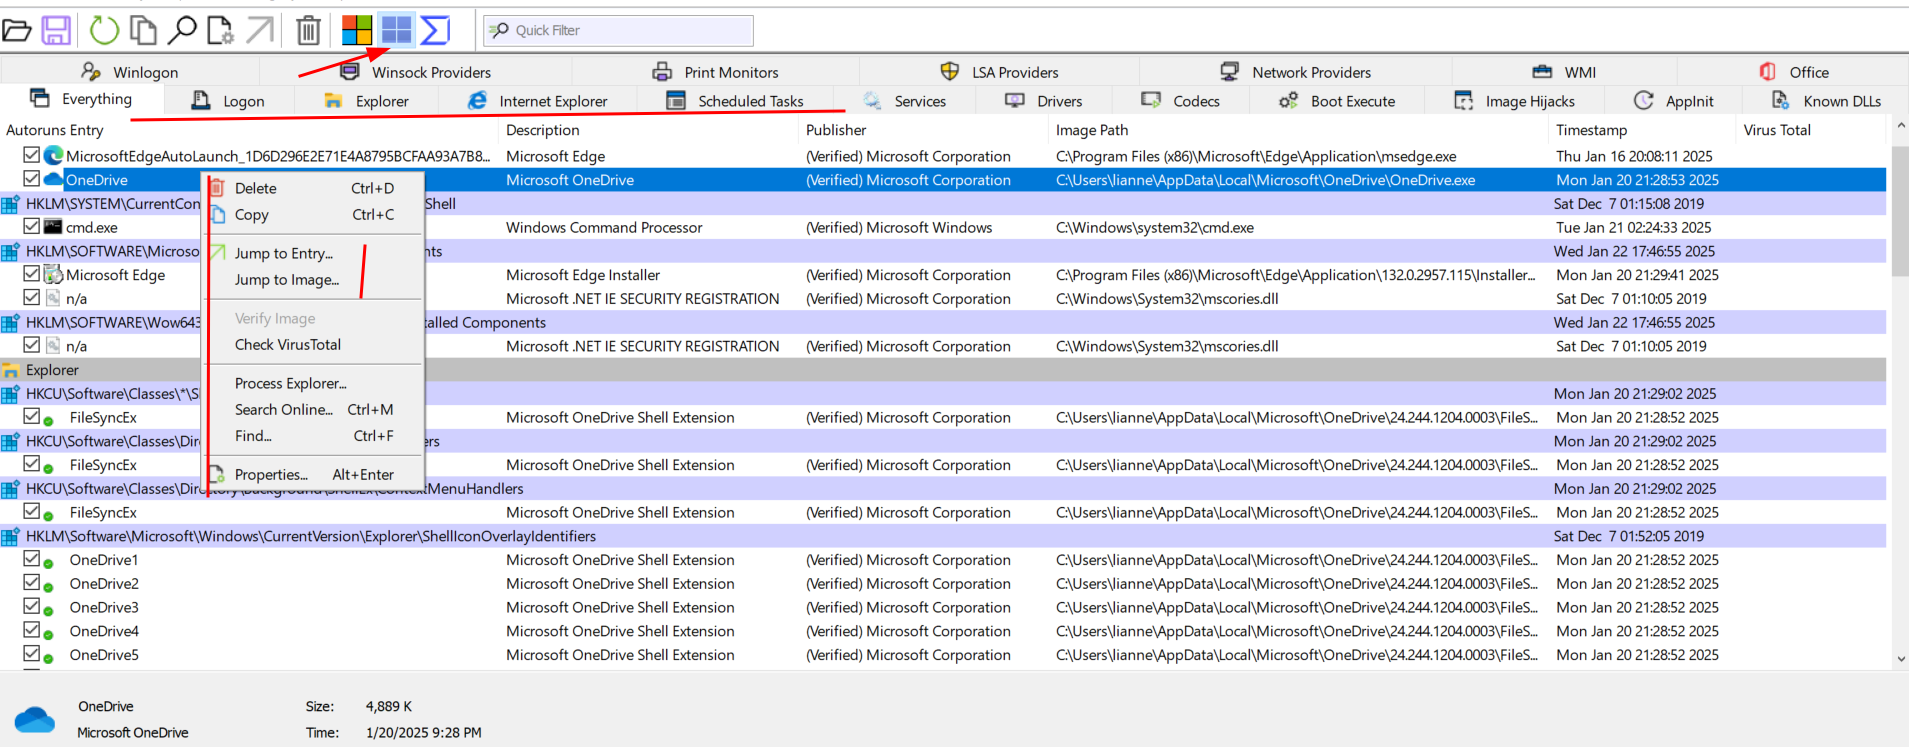 Quick Filter
Winlogon Winsock Providers Print Monitors LSA Providers Network Providers WMI Office
Everything Logon Explorer Internet Explorer Scheduled Tasks Services Drivers Codecs Boot Execute Image Hijacks AppInit Known DLLs
Autoruns Entry Description Publisher Image Path Timestamp Virus Total
MicrosoftEdgeAutoLaunch_1D6D296E2E71E4A8795BCFAA93A7B8... Microsoft Edge (Verified) Microsoft Corporation C:\Program Files (x86)\Microsoft\Edge\Application\msedge.exe Thu Jan 16 20:08:11 2025
OneDrive Microsoft OneDrive (Verified) Microsoft Corporation C:\Users\lianne\AppData\Local\Microsoft\OneDrive\OneDrive.exe Mon Jan 20 21:28:53 2025
Delete Ctrl+D
Copy Ctrl+C
Jump to Entry...
Jump to Image...
Verify Image
Check VirusTotal
Process Explorer...
Search Online... Ctrl+M
Find... Ctrl+F
Properties... Alt+Enter
HKLM\SYSTEM\CurrentCon Shell Sat Dec 7 01:15:08 2019
cmd.exe Windows Command Processor (Verified) Microsoft Windows C:\Windows\system32\cmd.exe Tue Jan 21 02:24:33 2025
HKLM\SOFTWARE\Microso nts Wed Jan 22 17:46:55 2025
Microsoft Edge Microsoft Edge Installer (Verified) Microsoft Corporation C:\Program Files (x86)\Microsoft\Edge\Application\132.0.2957.115\Installer... Mon Jan 20 21:29:41 2025
n/a Microsoft .NET IE SECURITY REGISTRATION (Verified) Microsoft Corporation C:\Windows\System32\mscories.dll Sat Dec 7 01:10:05 2019
HKLM\SOFTWARE\Wow643 talled Components Wed Jan 22 17:46:55 2025
n/a Microsoft .NET IE SECURITY REGISTRATION (Verified) Microsoft Corporation C:\Windows\System32\mscories.dll Sat Dec 7 01:10:05 2019
Explorer
HKCU\Software\Classes\*\S Mon Jan 20 21:29:02 2025
FileSyncEx Microsoft OneDrive Shell Extension (Verified) Microsoft Corporation C:\Users\lianne\AppData\Local\Microsoft\OneDrive\24.244.1204.0003\FileS... Mon Jan 20 21:28:52 2025
HKCU\Software\Classes\Dir ers Mon Jan 20 21:29:02 2025
FileSyncEx Microsoft OneDrive Shell Extension (Verified) Microsoft Corporation C:\Users\lianne\AppData\Local\Microsoft\OneDrive\24.244.1204.0003\FileS... Mon Jan 20 21:28:52 2025
HKCU\Software\Classes\Directory\Background\ShellEx\ContextMenuHandlers Mon Jan 20 21:29:02 2025
FileSyncEx Microsoft OneDrive Shell Extension (Verified) Microsoft Corporation C:\Users\lianne\AppData\Local\Microsoft\OneDrive\24.244.1204.0003\FileS... Mon Jan 20 21:28:52 2025
HKLM\Software\Microsoft\Windows\CurrentVersion\Explorer\ShellIconOverlayIdentifiers Sat Dec 7 01:52:05 2019
OneDrive1 Microsoft OneDrive Shell Extension (Verified) Microsoft Corporation C:\Users\lianne\AppData\Local\Microsoft\OneDrive\24.244.1204.0003\FileS... Mon Jan 20 21:28:52 2025
OneDrive2 Microsoft OneDrive Shell Extension (Verified) Microsoft Corporation C:\Users\lianne\AppData\Local\Microsoft\OneDrive\24.244.1204.0003\FileS... Mon Jan 20 21:28:52 2025
OneDrive3 Microsoft OneDrive Shell Extension (Verified) Microsoft Corporation C:\Users\lianne\AppData\Local\Microsoft\OneDrive\24.244.1204.0003\FileS... Mon Jan 20 21:28:52 2025
OneDrive4 Microsoft OneDrive Shell Extension (Verified) Microsoft Corporation C:\Users\lianne\AppData\Local\Microsoft\OneDrive\24.244.1204.0003\FileS... Mon Jan 20 21:28:52 2025
OneDrive5 Microsoft OneDrive Shell Extension (Verified) Microsoft Corporation C:\Users\lianne\AppData\Local\Microsoft\OneDrive\24.244.1204.0003\FileS... Mon Jan 20 21:28:52 2025
OneDrive Size: 4,889 K
Microsoft OneDrive Time: 1/20/2025 9:28 PM